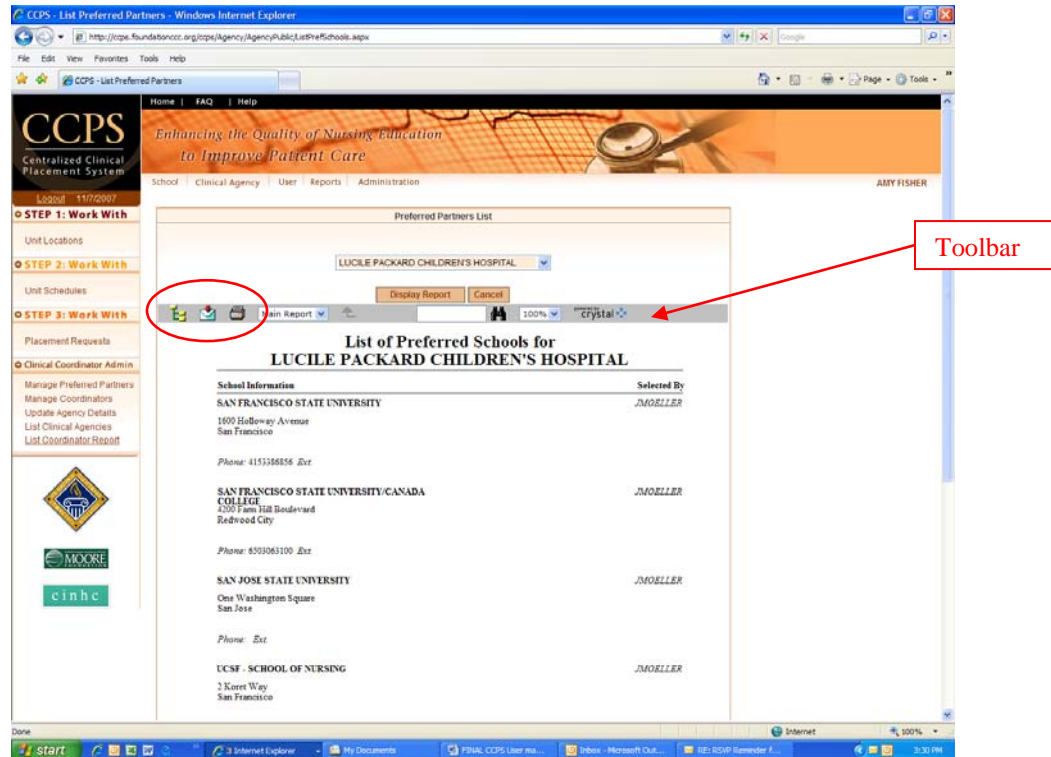 CCPS - List Preferred Partners - Windows Internet Explorer
http://ccps.foundationccc.org/ccps/Agency/AgencyPublic/ListPrefSchools.aspx
Google
File Edit View Favorites Tools Help
CCPS - List Preferred Partners
Page Tools
Home | FAQ | Help
CCPS
Centralized Clinical
Placement System
Enhancing the Quality of Nursing Education
to Improve Patient Care
School Clinical Agency User Reports Administration
AMY FISHER
Logout 11/7/2007
STEP 1: Work With
Unit Locations
STEP 2: Work With
Unit Schedules
STEP 3: Work With
Placement Requests
Clinical Coordinator Admin
Manage Preferred Partners
Manage Coordinators
Update Agency Details
List Clinical Agencies
List Coordinator Report
MOORE
cinhc
Preferred Partners List
LUCILE PACKARD CHILDREN'S HOSPITAL
Display Report Cancel
Main Report 100% powered by crystal
Toolbar
List of Preferred Schools for
LUCILE PACKARD CHILDREN'S HOSPITAL
School Information Selected By
SAN FRANCISCO STATE UNIVERSITY JMOELLER
1600 Holloway Avenue
San Francisco
Phone: 4153386856 Ext
SAN FRANCISCO STATE UNIVERSITY/CANADA JMOELLER
COLLEGE
4200 Farm Hill Boulevard
Redwood City
Phone: 6503063100 Ext
SAN JOSE STATE UNIVERSITY JMOELLER
One Washington Square
San Jose
Phone: Ext
UCSF - SCHOOL OF NURSING JMOELLER
2 Koret Way
San Francisco
Done Internet 100%
start 3 Internet Explorer My Documents FINAL CCPS User ma... Inbox - Microsoft Out... RE: RSVP Reminder f... 3:30 PM